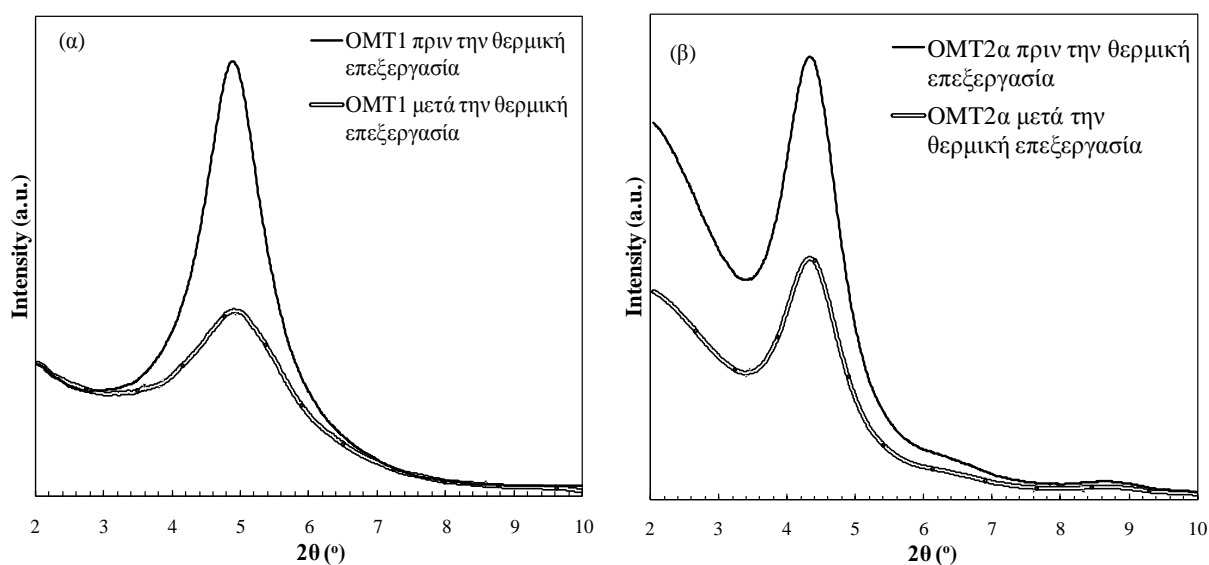 (α)
OMT1 πριν την θερμική
επεξεργασία
OMT1 μετά την θερμική
επεξεργασία
Intensity (a.u.)
2 3 4 5 6 7 8 9 10
2θ (º)
(β)
OMT2α πριν την θερμική
επεξεργασία
OMT2α μετά την
θερμική επεξεργασία
Intensity (a.u.)
2 3 4 5 6 7 8 9 10
2θ (º)